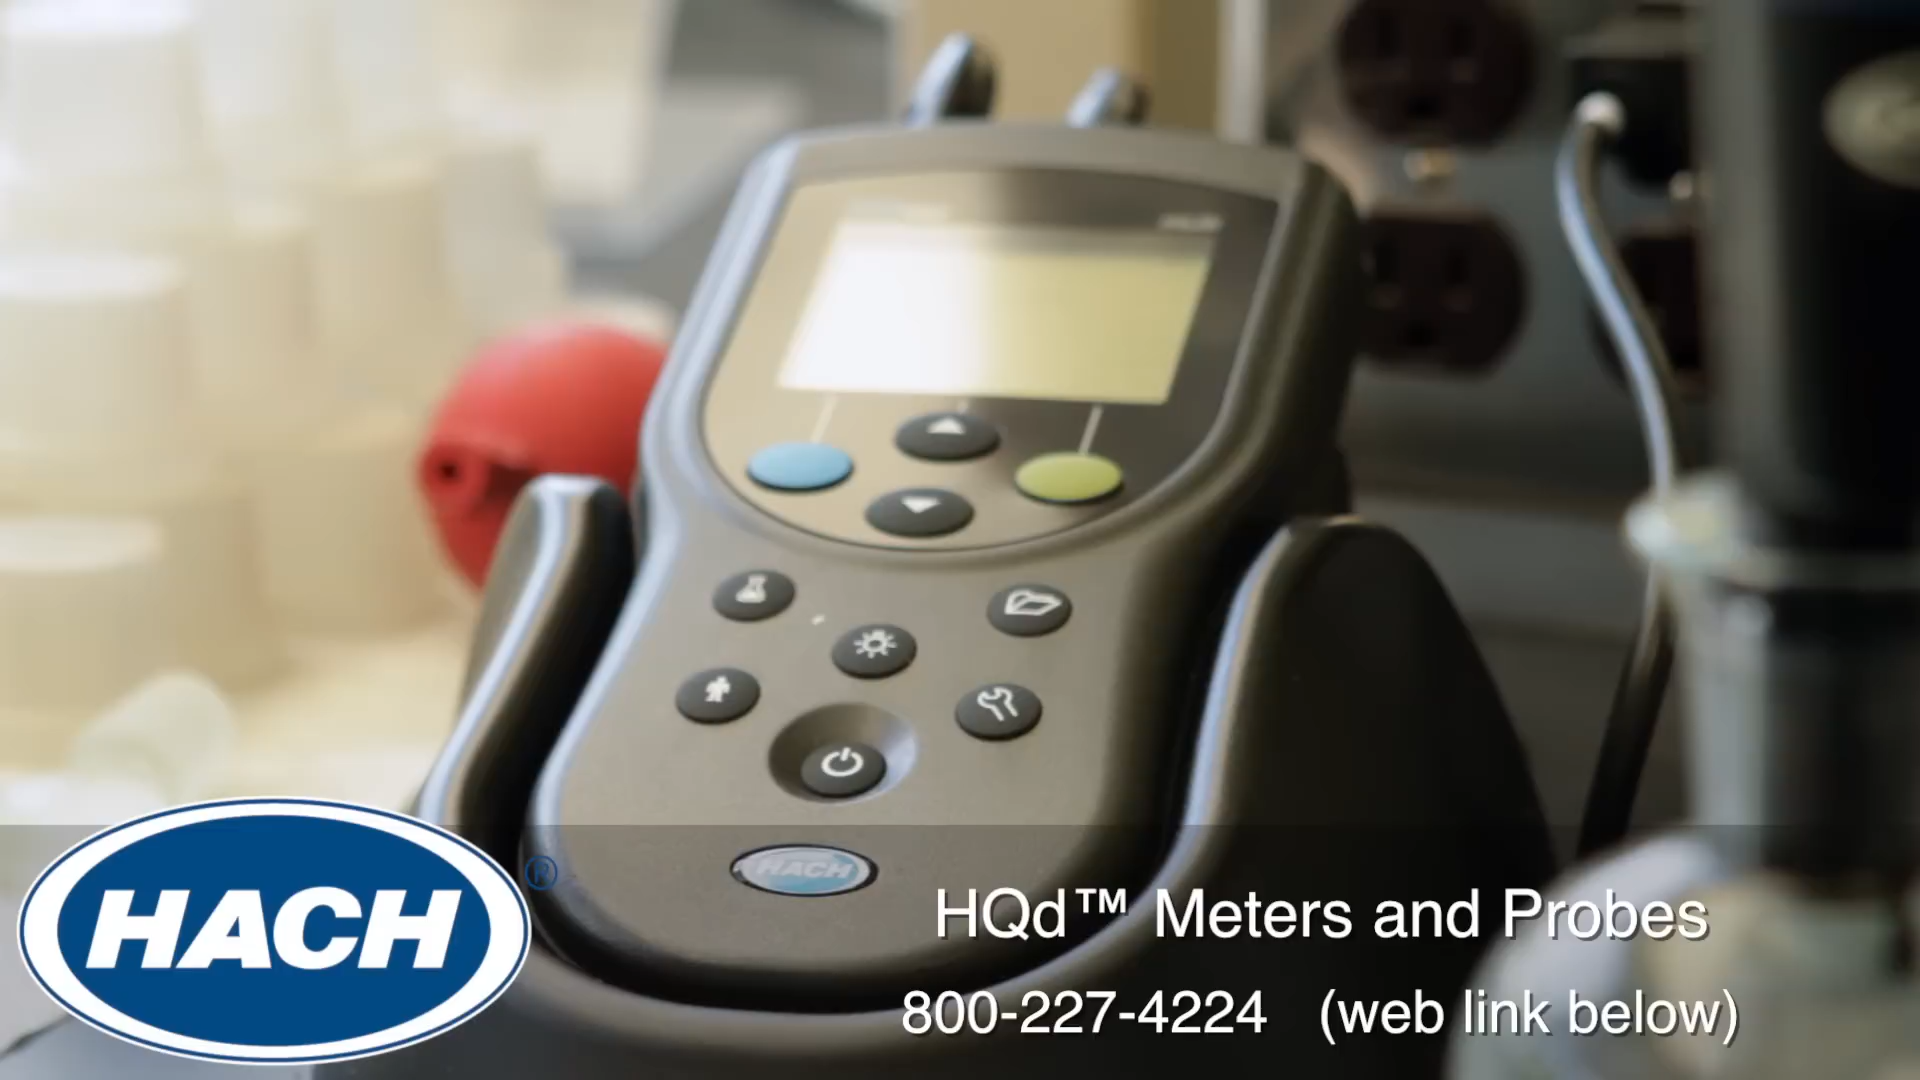 HACH
HACH®
HQd™ Meters and Probes
800-227-4224 (web link below)